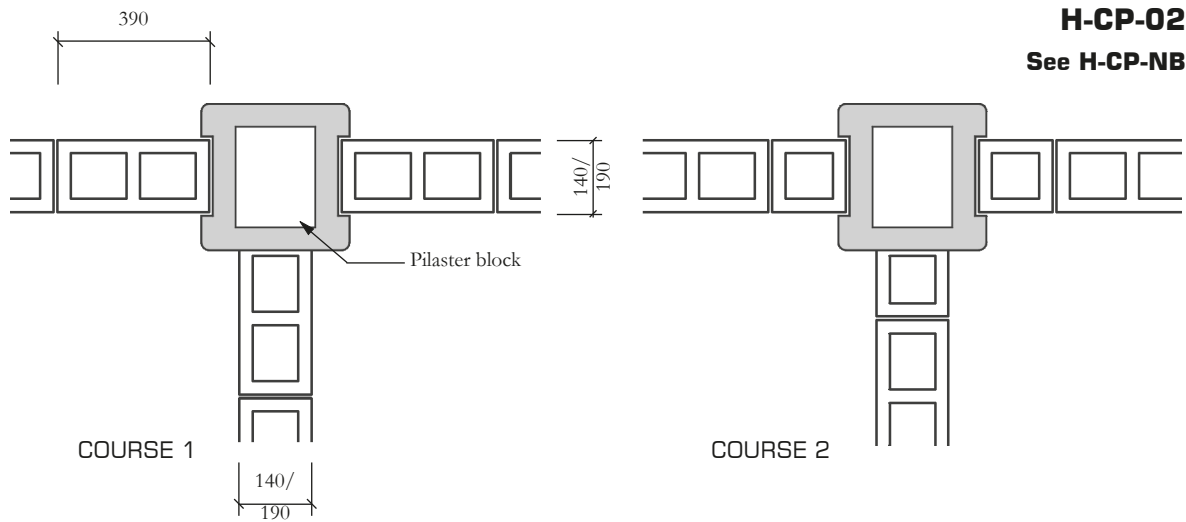 390
H-CP-02
See H-CP-NB
140/
190
Pilaster block
COURSE 1
COURSE 2
140/
190